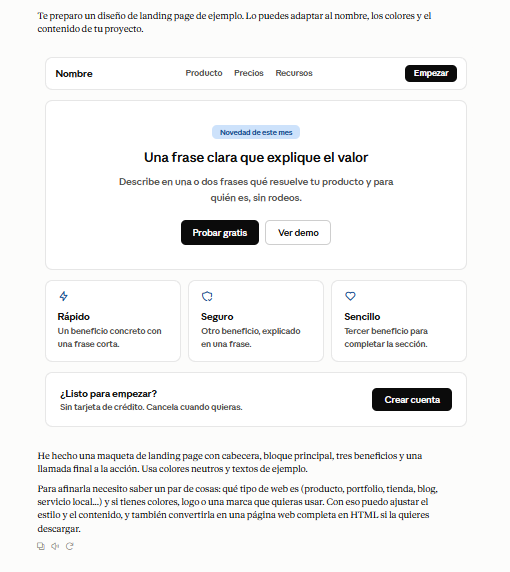 Te preparo un diseño de landing page de ejemplo. Lo puedes adaptar al nombre, los colores y el
contenido de tu proyecto.
Nombre
Producto Precios Recursos
Empezar
Novedad de este mes
Una frase clara que explique el valor
Describe en una o dos frases qué resuelve tu producto y para
quién es, sin rodeos.
Probar gratis
Ver demo
Rápido
Un beneficio concreto con
una frase corta.
Seguro
Otro beneficio, explicado
en una frase.
Sencillo
Tercer beneficio para
completar la sección.
¿Listo para empezar?
Sin tarjeta de crédito. Cancela cuando quieras.
Crear cuenta
He hecho una maqueta de landing page con cabecera, bloque principal, tres beneficios y una
llamada final a la acción. Usa colores neutros y textos de ejemplo.
Para afinarla necesito saber un par de cosas: qué tipo de web es (producto, portfolio, tienda, blog,
servicio local...) y si tienes colores, logo o una marca que quieras usar. Con eso puedo ajustar el
estilo y el contenido, y también convertirla en una página web completa en HTML si la quieres
descargar.